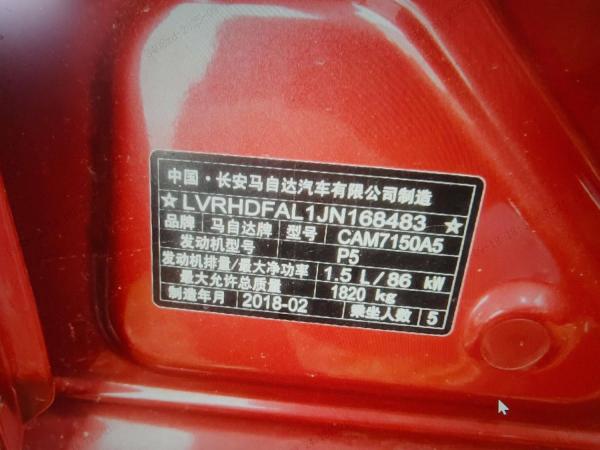 中国·长安马自达汽车有限公司制造
☆LVRHDFAL1JN168483☆
品牌 马自达牌 型号 CAM7150A5
发动机型号 P5
发动机排量/最大净功率 1.5 L/86 kW
最大允许总质量 1820 kg
制造年月 2018-02 乘坐人数 5